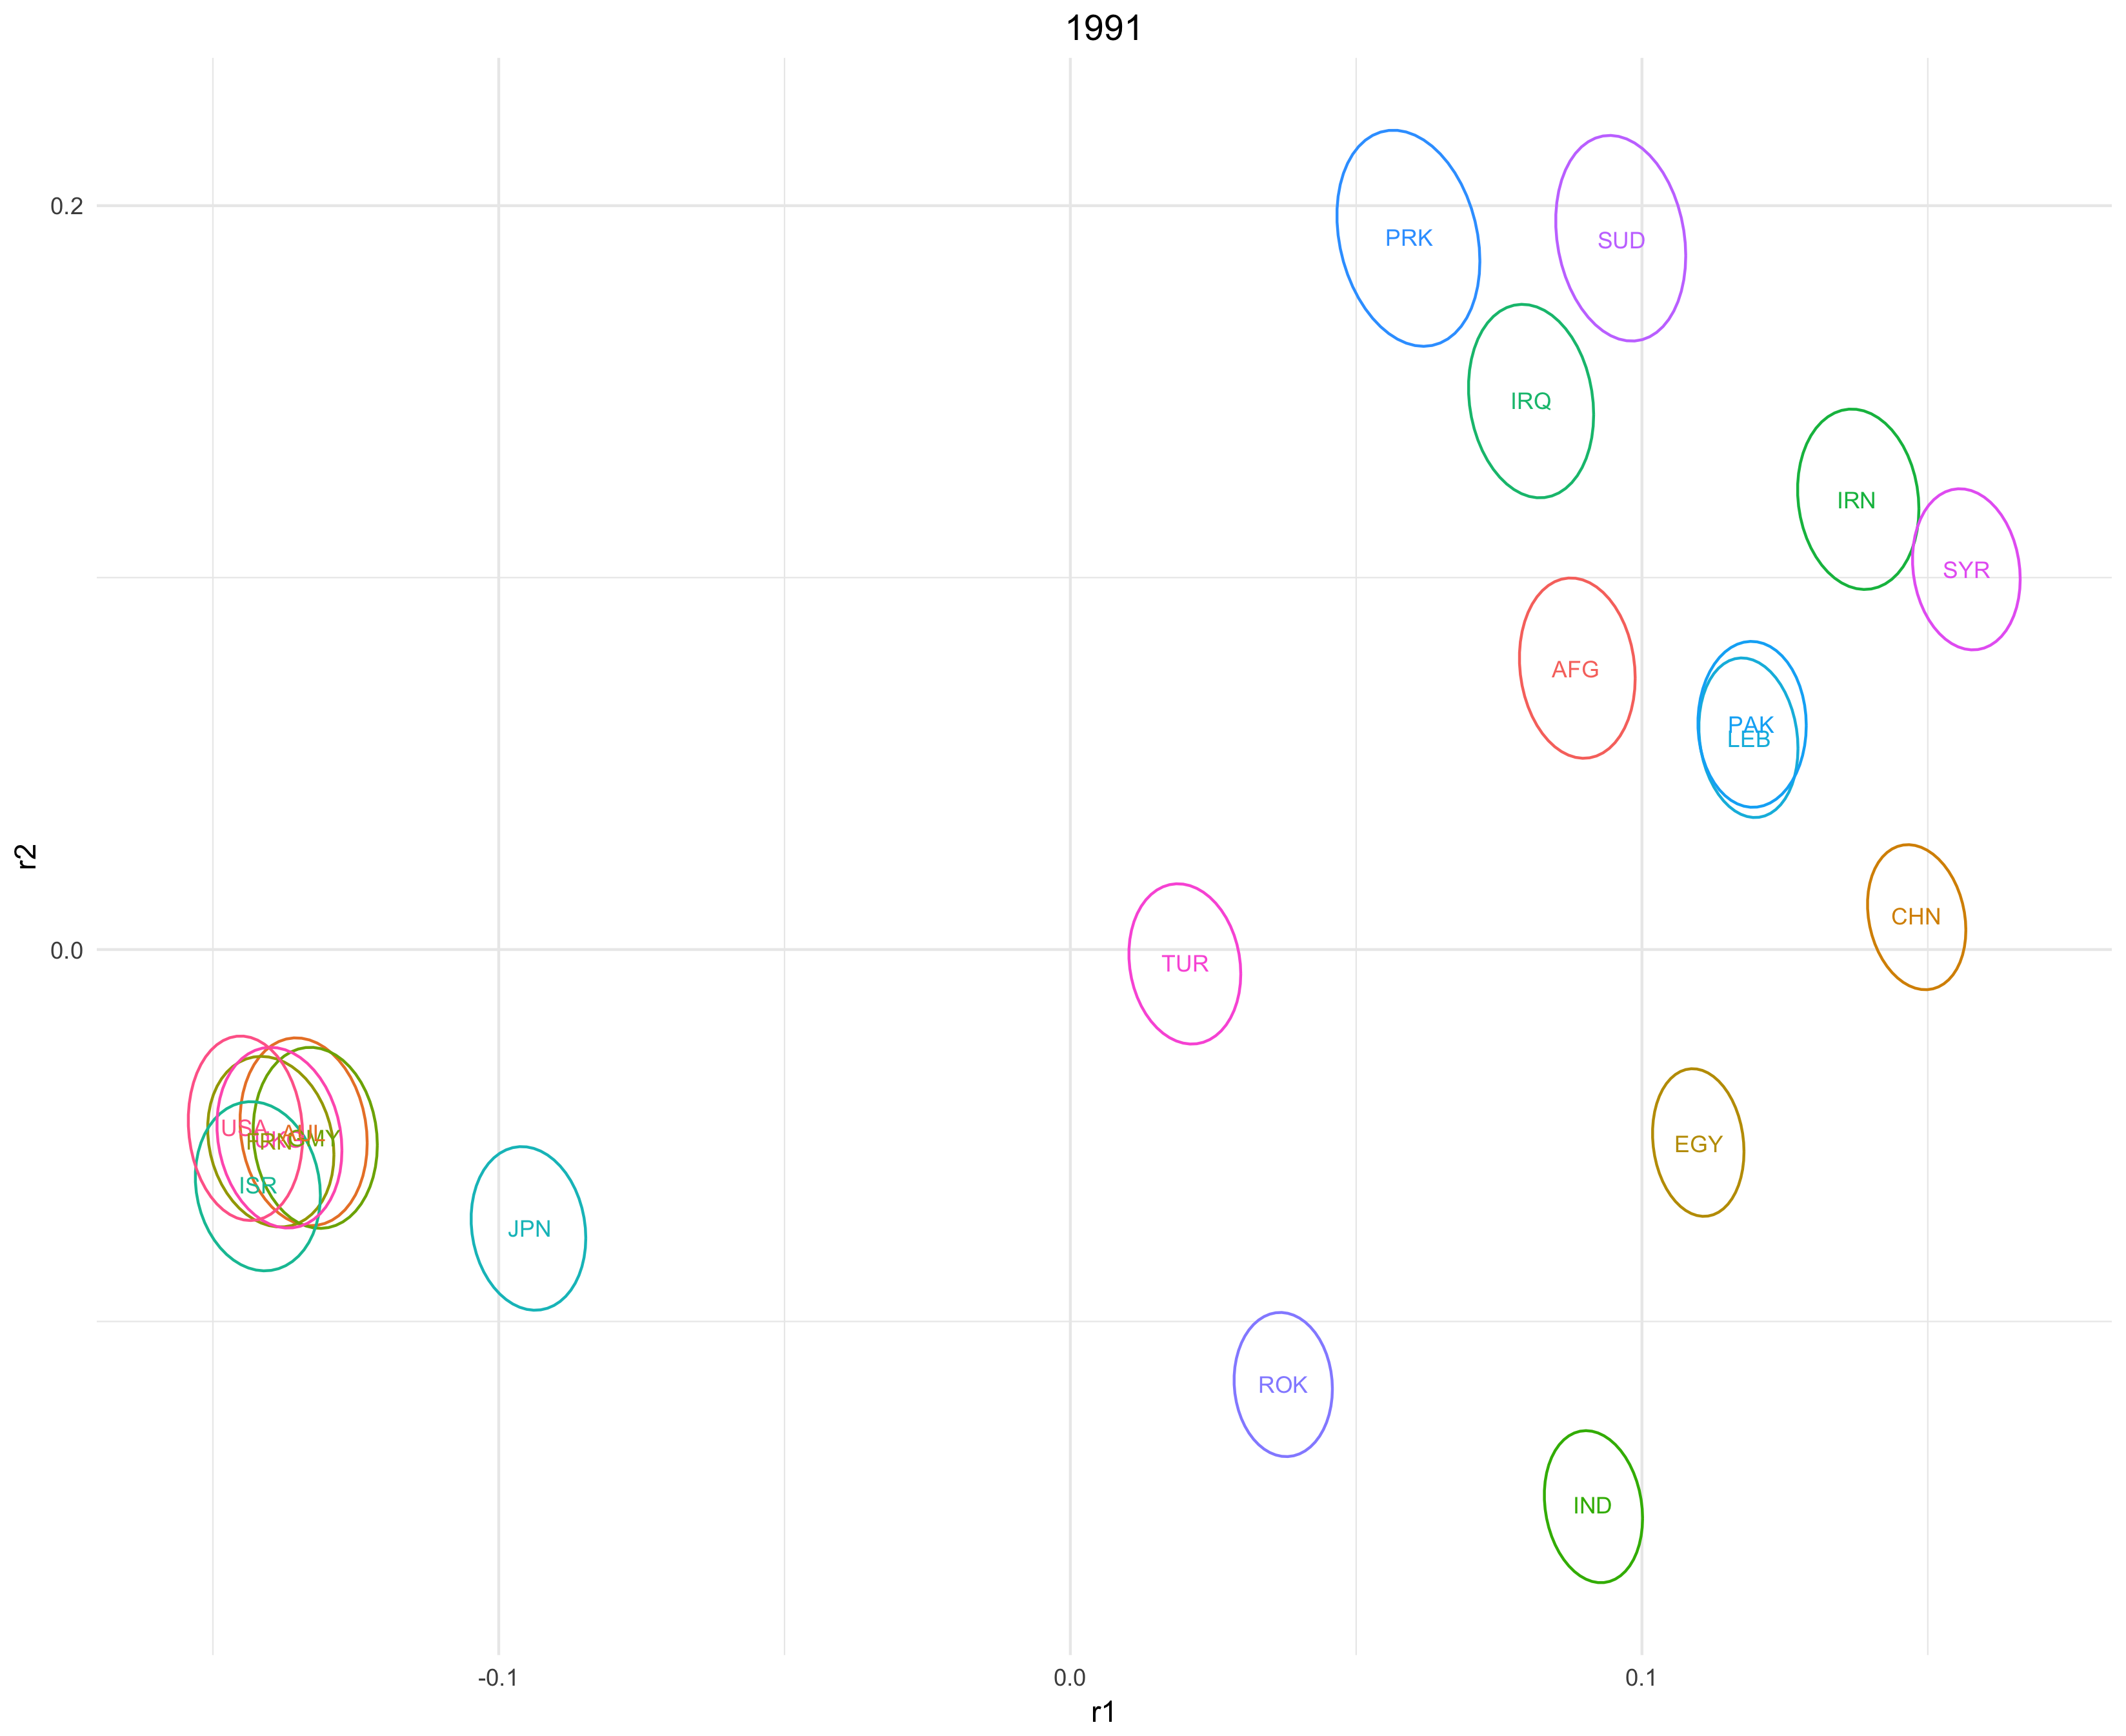 1991
0.2
PRK
SUD
IRQ
IRN
SYR
AFG
PAK
LEB
CHN
r2
0.0
TUR
USA
ISR
EGY
JPN
ROK
IND
-0.1
0.0
0.1
r1